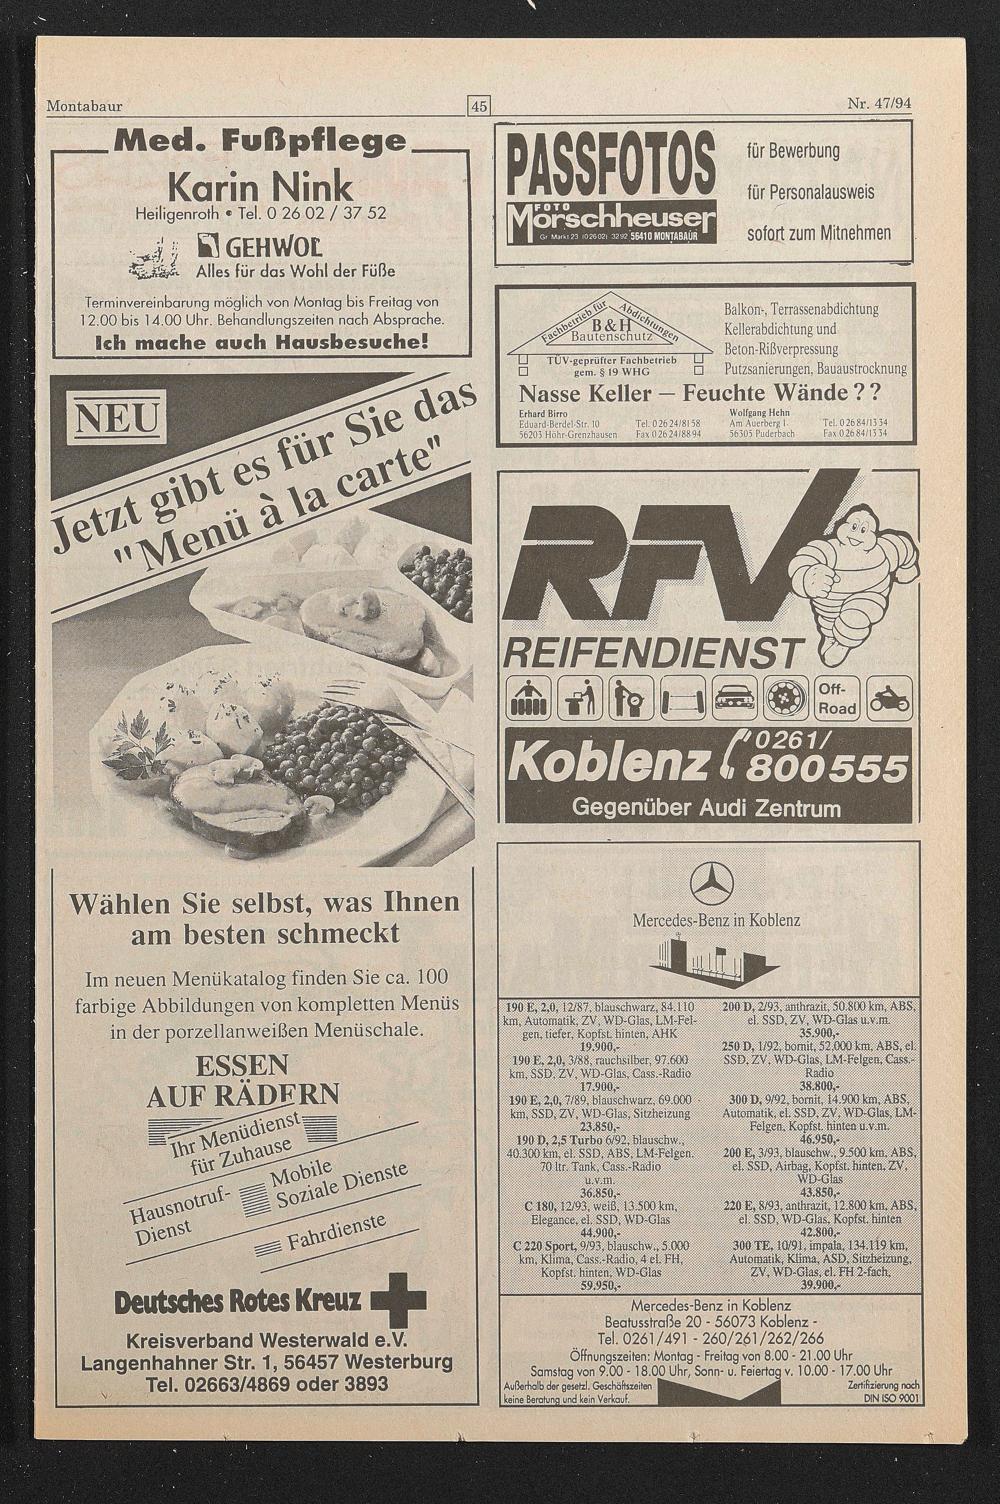 Montabaur
45
Nr. 47/94
Med. Fußpflege
Karin Nink
Heiligenroth • Tel. 0 26 02 / 37 52
GEHWOL
Alles für das Wohl der Füße
Terminvereinbarung möglich von Montag bis Freitag von
12.00 bis 14.00 Uhr. Behandlungszeiten nach Absprache.
Ich mache auch Hausbesuche!
NEU
Jetzt gibt es für Sie das
"Menü à la carte"
Wählen Sie selbst, was Ihnen
am besten schmeckt
Im neuen Menükatalog finden Sie ca. 100
farbige Abbildungen von kompletten Menüs
in der porzellanweißen Menüschale.
ESSEN
AUF RÄDERN
Ihr Menüdienst
für Zuhause
Hausnotruf-
Dienst
Mobile
Soziale Dienste
Fahrdienste
Deutsches Rotes Kreuz
Kreisverband Westerwald e.V.
Langenhahner Str. 1, 56457 Westerburg
Tel. 02663/4869 oder 3893
PASSFOTOS
FOTO
Mörschheuser
Gr. Markt 23 (02602) 3292 56410 MONTABAUR
für Bewerbung
für Personalausweis
sofort zum Mitnehmen
Fachbetrieb für Abdichtungen
B & H
Bautenschutz
TÜV-geprüfter Fachbetrieb
gem. § 19 WHG
Balkon-, Terrassenabdichtung
Kellerabdichtung und
Beton-Rißverpressung
Putzsanierungen, Bauaustrocknung
Nasse Keller – Feuchte Wände ? ?
Erhard Birro
Eduard-Berdel-Str. 10 Tel. 0 26 24/81 58
56203 Höhr-Grenzhausen Fax 0 26 24/88 94
Wolfgang Hehn
Am Auerberg 1 Tel. 0 26 84/13 34
56305 Puderbach Fax 0 26 84/13 34
RFV
REIFENDIENST
Off-
Road
Koblenz 0261/
800 555
Gegenüber Audi Zentrum
Mercedes-Benz in Koblenz
190 E, 2,0, 12/87, blauschwarz, 84.110
km, Automatik, ZV, WD-Glas, LM-Fel-
gen, tiefer, Kopfst. hinten, AHK
19.900,-
190 E, 2,0, 3/88, rauchsilber, 97.600
km, SSD, ZV, WD-Glas, Cass.-Radio
17.900,-
190 E, 2,0, 7/89, blauschwarz, 69.000
km, SSD, ZV, WD-Glas, Sitzheizung
23.850,-
190 D, 2,5 Turbo 6/92, blauschw.,
40.300 km, el. SSD, ABS, LM-Felgen.
70 ltr. Tank, Cass.-Radio
u.v.m.
36.850,-
C 180, 12/93, weiß, 13.500 km,
Elegance, el. SSD, WD-Glas
44.900,-
C 220 Sport, 9/93, blauschw., 5.000
km, Klima, Cass.-Radio, 4 el. FH,
Kopfst. hinten, WD-Glas
59.950,-
200 D, 2/93, anthrazit, 50.800 km, ABS,
el. SSD, ZV, WD-Glas u.v.m.
35.900,-
250 D, 1/92, bornit, 52.000 km, ABS, el.
SSD, ZV, WD-Glas, LM-Felgen, Cass.-
Radio
38.800,-
300 D, 9/92, bornit, 14.900 km, ABS,
Automatik, el. SSD, ZV, WD-Glas, LM-
Felgen, Kopfst. hinten u.v.m.
46.950,-
200 E, 3/93, blauschw., 9.500 km, ABS,
el. SSD, Airbag, Kopfst. hinten, ZV,
WD-Glas
43.850,-
220 E, 8/93, anthrazit, 12.800 km, ABS,
el. SSD, WD-Glas, Kopfst. hinten
42.800,-
300 TE, 10/91, impala, 134.119 km,
Automatik, Klima, ASD, Sitzheizung,
ZV, WD-Glas, el. FH 2-fach,
39.900,-
Mercedes-Benz in Koblenz
Beatusstraße 20 - 56073 Koblenz -
Tel. 0261/491 - 260/261/262/266
Öffnungszeiten: Montag - Freitag von 8.00 - 21.00 Uhr
Samstag von 9.00 - 18.00 Uhr, Sonn- u. Feiertag v. 10.00 - 17.00 Uhr
Außerhalb der gesetzl. Geschäftszeiten
keine Beratung und kein Verkauf.
Zertifizierung nach
DIN ISO 9001